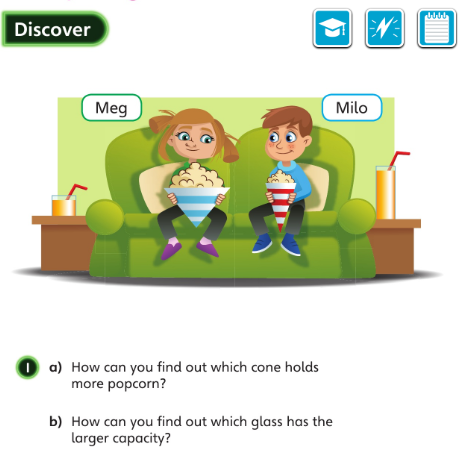 Discover
Meg
Milo
1 a) How can you find out which cone holds
more popcorn?
b) How can you find out which glass has the
larger capacity?